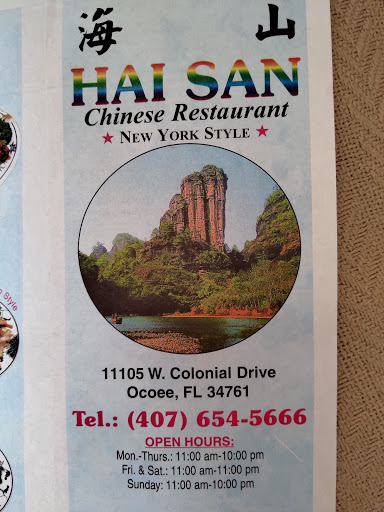 海 山
HAI SAN
Chinese Restaurant
★ NEW YORK STYLE ★
11105 W. Colonial Drive
Ocoee, FL 34761
Tel.: (407) 654-5666
OPEN HOURS:
Mon.-Thurs.: 11:00 am-10:00 pm
Fri. & Sat.: 11:00 am-11:00 pm
Sunday: 11:00 am-10:00 pm
Style